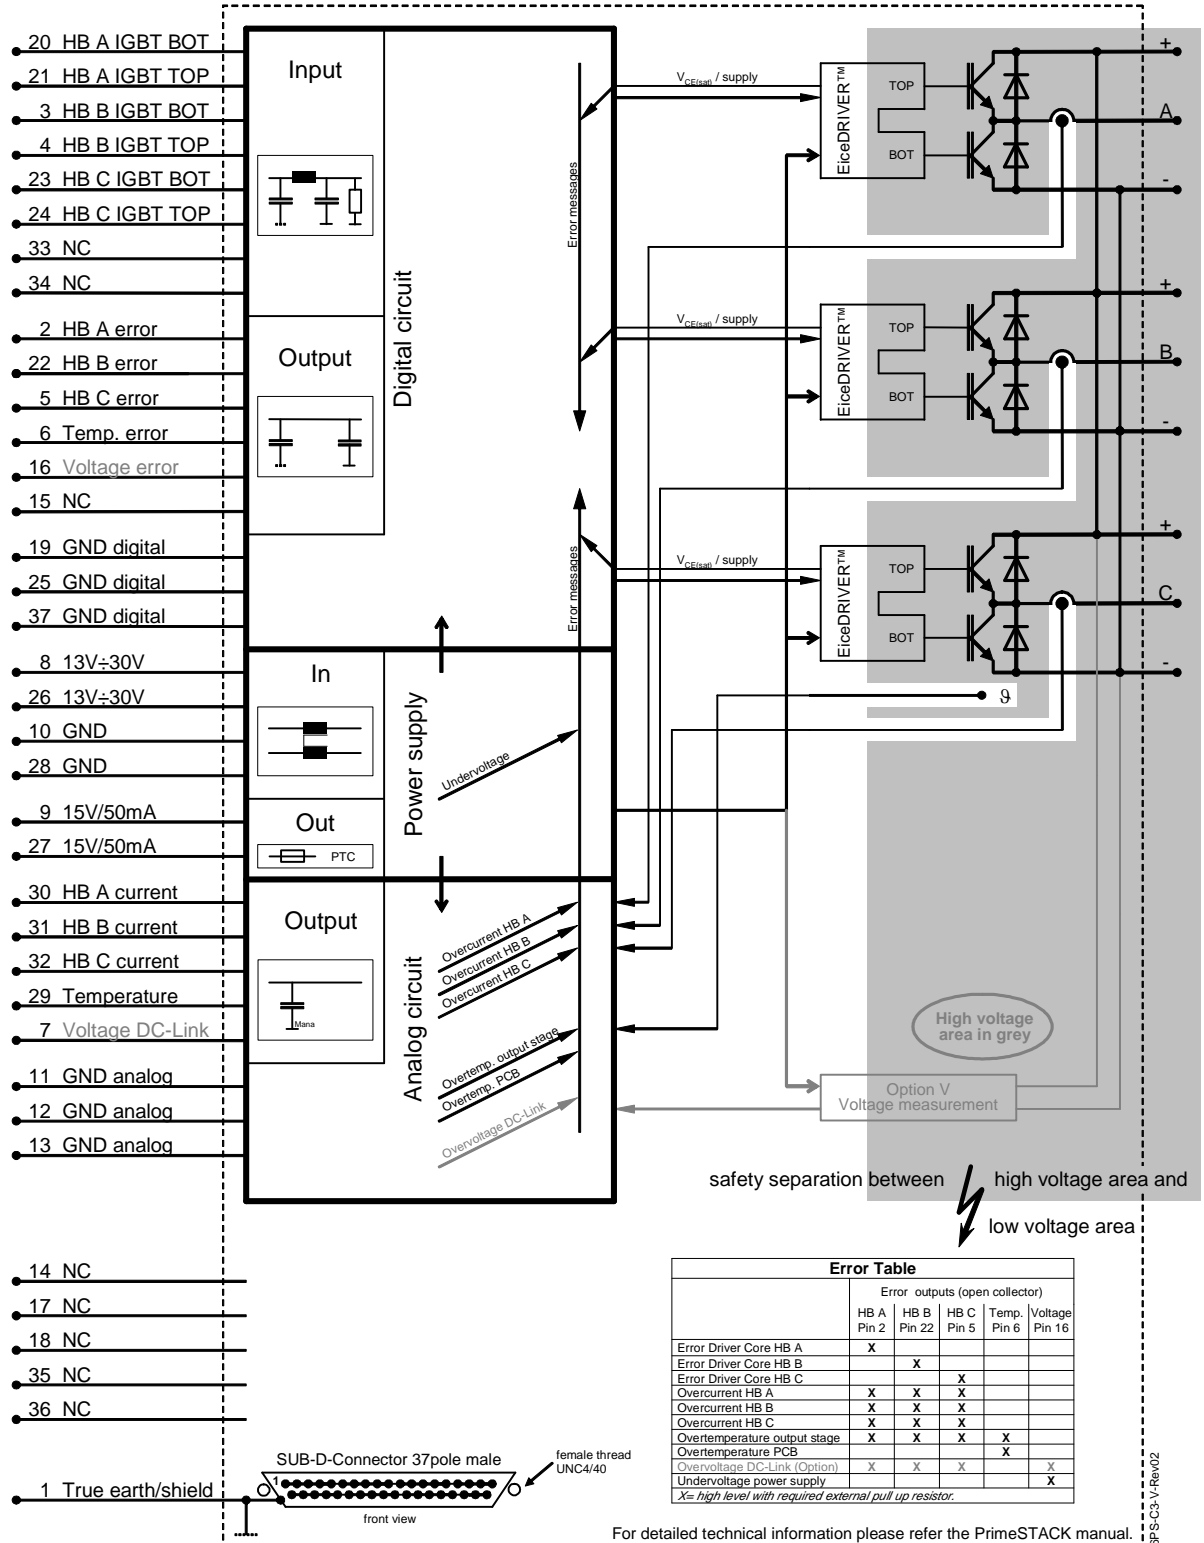 20 HB A IGBT BOT
21 HB A IGBT TOP
3 HB B IGBT BOT
4 HB B IGBT TOP
23 HB C IGBT BOT
24 HB C IGBT TOP
33 NC
34 NC
2 HB A error
22 HB B error
5 HB C error
6 Temp. error
16 Voltage error
15 NC
19 GND digital
25 GND digital
37 GND digital
8 13V÷30V
26 13V÷30V
10 GND
28 GND
9 15V/50mA
27 15V/50mA
30 HB A current
31 HB B current
32 HB C current
29 Temperature
7 Voltage DC-Link
11 GND analog
12 GND analog
13 GND analog
14 NC
17 NC
18 NC
35 NC
36 NC
1 True earth/shield
Input
Output
Digital circuit
Error messages
Error messages
In
Out
PTC
Power supply
Undervoltage
Output
Mana
Analog circuit
Overcurrent HB A
Overcurrent HB B
Overcurrent HB C
Overtemp. output stage
Overtemp. PCB
Overvoltage DC-Link
VCE(sat) / supply
EiceDRIVER™
TOP
BOT
+
A
-
VCE(sat) / supply
EiceDRIVER™
TOP
BOT
+
B
-
VCE(sat) / supply
EiceDRIVER™
TOP
BOT
+
C
-
ϑ
High voltage
area in grey
Option V
Voltage measurement
safety separation between high voltage area and
low voltage area
Error Table
Error outputs (open collector)
HB A HB B HB C Temp. Voltage
Pin 2 Pin 22 Pin 5 Pin 6 Pin 16
Error Driver Core HB A X
Error Driver Core HB B X
Error Driver Core HB C X
Overcurrent HB A X X X
Overcurrent HB B X X X
Overcurrent HB C X X X
Overtemperature output stage X X X X
Overtemperature PCB X
Overvoltage DC-Link (Option) X X X X
Undervoltage power supply X
X= high level with required external pull up resistor.
SUB-D-Connector 37pole male
1
female thread
UNC4/40
front view
For detailed technical information please refer the PrimeSTACK manual.
6PS-C3-V-Rev02